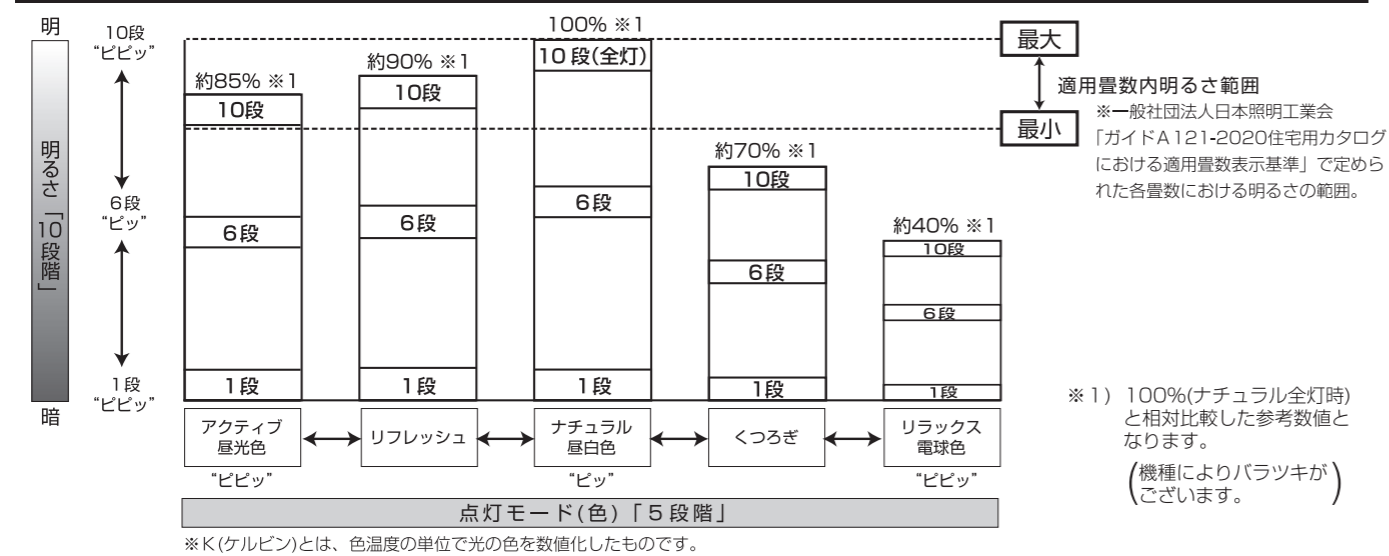 明
明るさ「10段階」
暗
10段
“ピピッ”
6段
“ピッ”
1段
“ピピッ”
約85% ※1
10段
6段
1段
アクティブ
昼光色
“ピピッ”
約90% ※1
10段
6段
1段
リフレッシュ
100% ※1
10段(全灯)
6段
1段
ナチュラル
昼白色
“ピッ”
約70% ※1
10段
6段
1段
くつろぎ
約40% ※1
10段
6段
1段
リラックス
電球色
“ピピッ”
点灯モード(色)「5段階」
※K(ケルビン)とは、色温度の単位で光の色を数値化したものです。
最大
適用畳数内明るさ範囲
最小
※一般社団法人日本照明工業会
「ガイドA121-2020住宅用カタログ
における適用畳数表示基準」で定めら
れた各畳数における明るさの範囲。
※1) 100%(ナチュラル全灯時)
と相対比較した参考数値と
なります。
(機種によりバラツキが
ございます。)